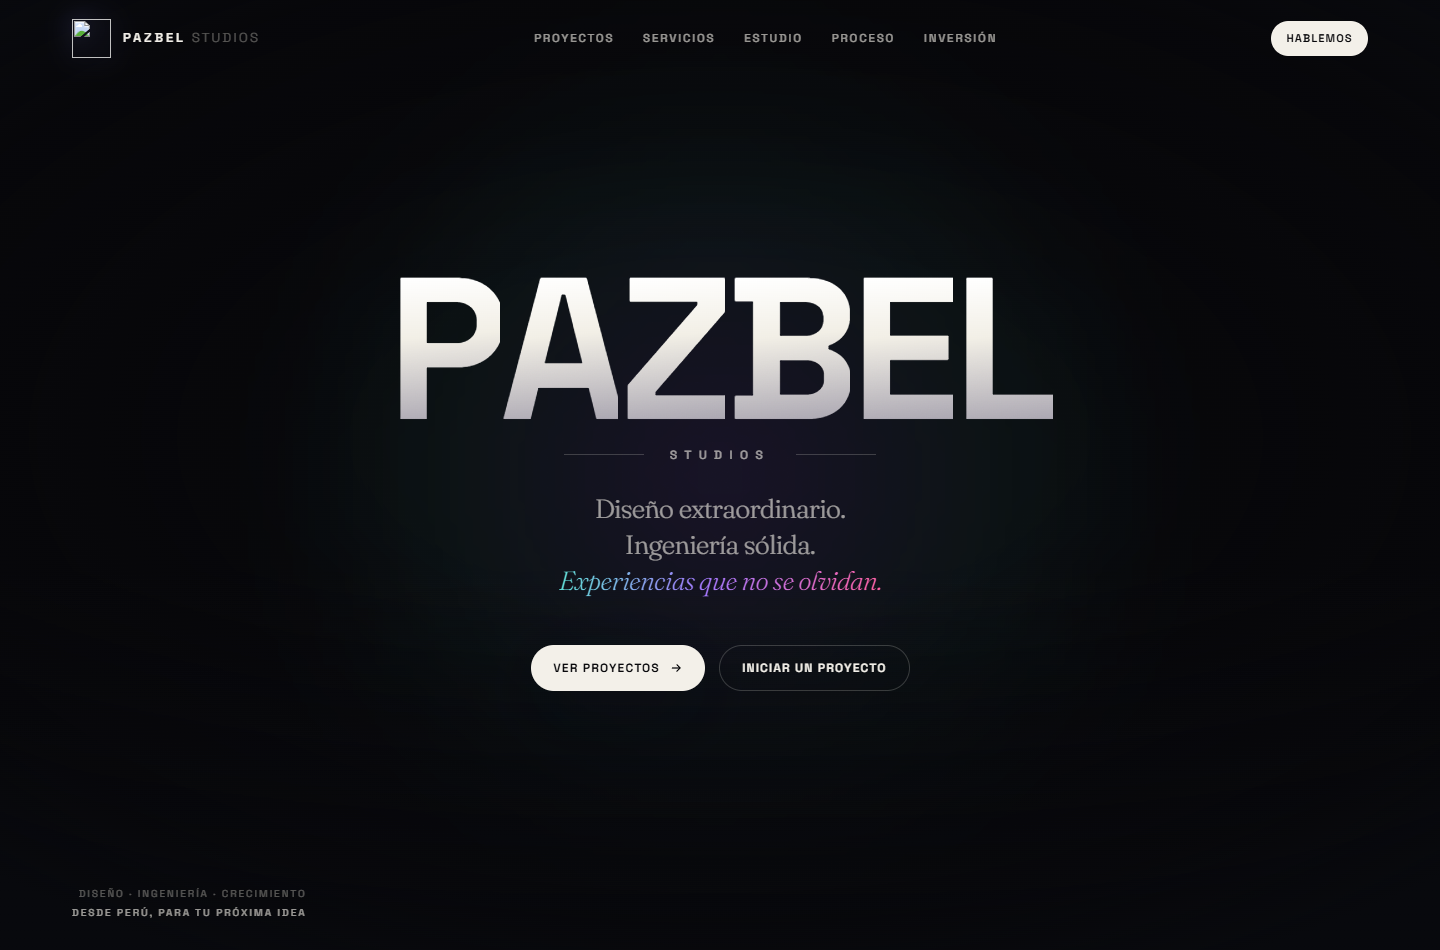 PAZBEL STUDIOS
PROYECTOS SERVICIOS ESTUDIO PROCESO INVERSIÓN
HABLEMOS
PAZBEL
STUDIOS
Diseño extraordinario.
Ingeniería sólida.
Experiencias que no se olvidan.
VER PROYECTOS →
INICIAR UN PROYECTO
DISEÑO · INGENIERÍA · CRECIMIENTO
DESDE PERÚ, PARA TU PRÓXIMA IDEA